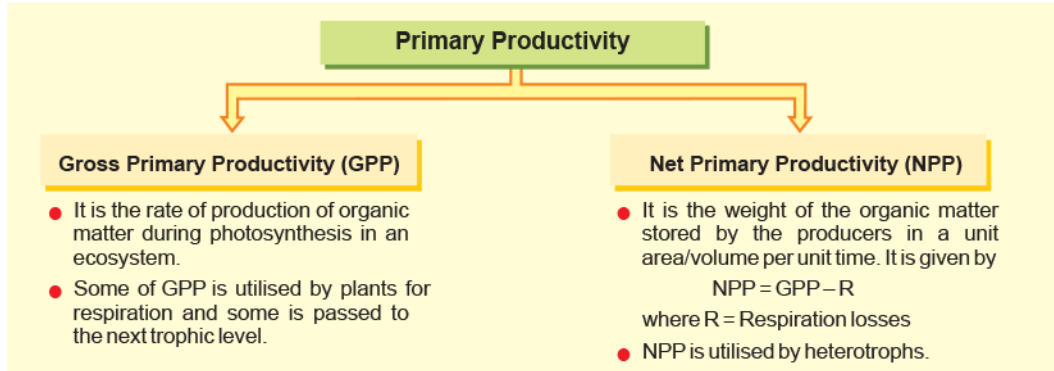 Primary Productivity
Gross Primary Productivity (GPP)
It is the rate of production of organic
matter during photosynthesis in an
ecosystem.
Some of GPP is utilised by plants for
respiration and some is passed to
the next trophic level.
Net Primary Productivity (NPP)
It is the weight of the organic matter
stored by the producers in a unit
area/volume per unit time. It is given by
NPP = GPP – R
where R = Respiration losses
NPP is utilised by heterotrophs.